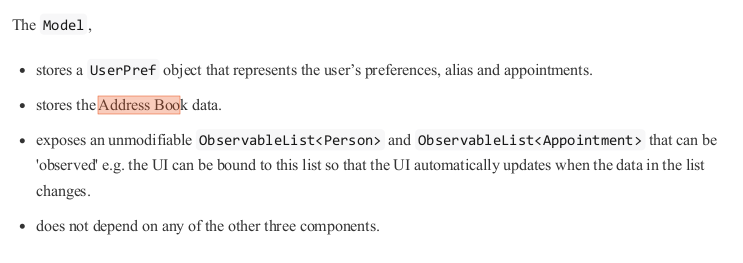 The Model,
• stores a UserPref object that represents the user’s preferences, alias and appointments.
• stores the Address Book data.
• exposes an unmodifiable ObservableList<Person> and ObservableList<Appointment> that can be
'observed' e.g. the UI can be bound to this list so that the UI automatically updates when the data in the list
changes.
• does not depend on any of the other three components.